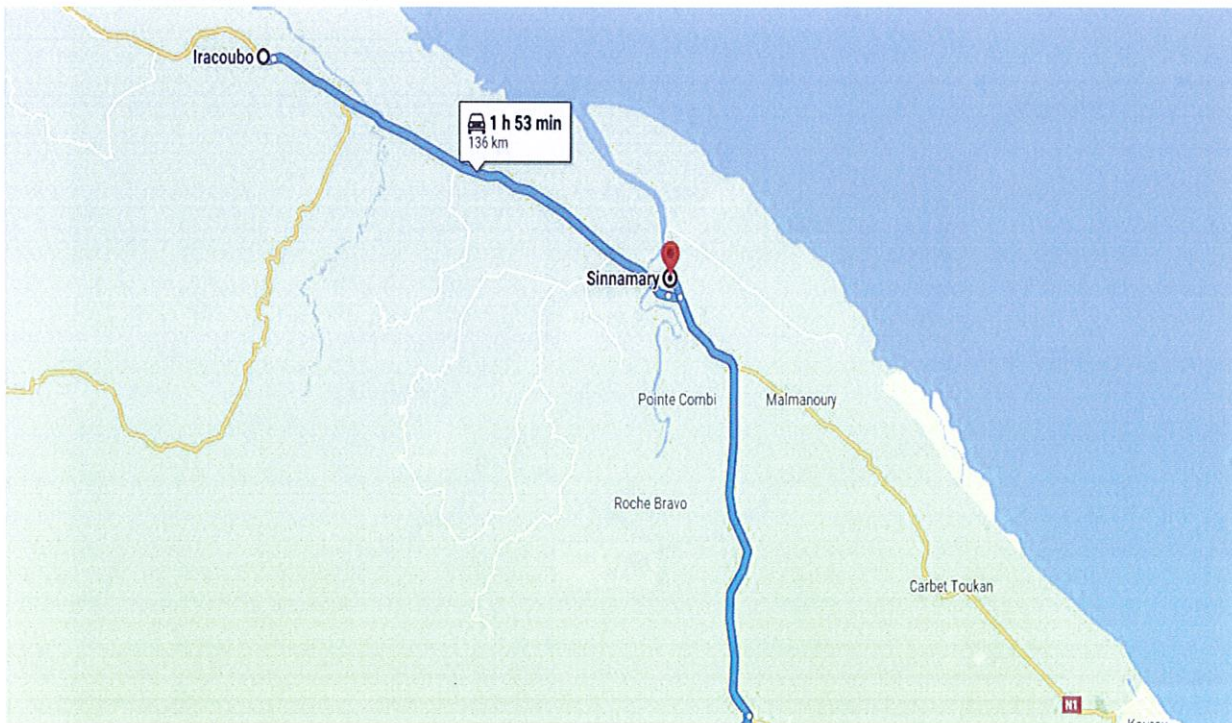 Iracoubo
1 h 53 min
136 km
Sinnamary
Pointe Combi
Malmanoury
Roche Bravo
Carbet Toukan
N1